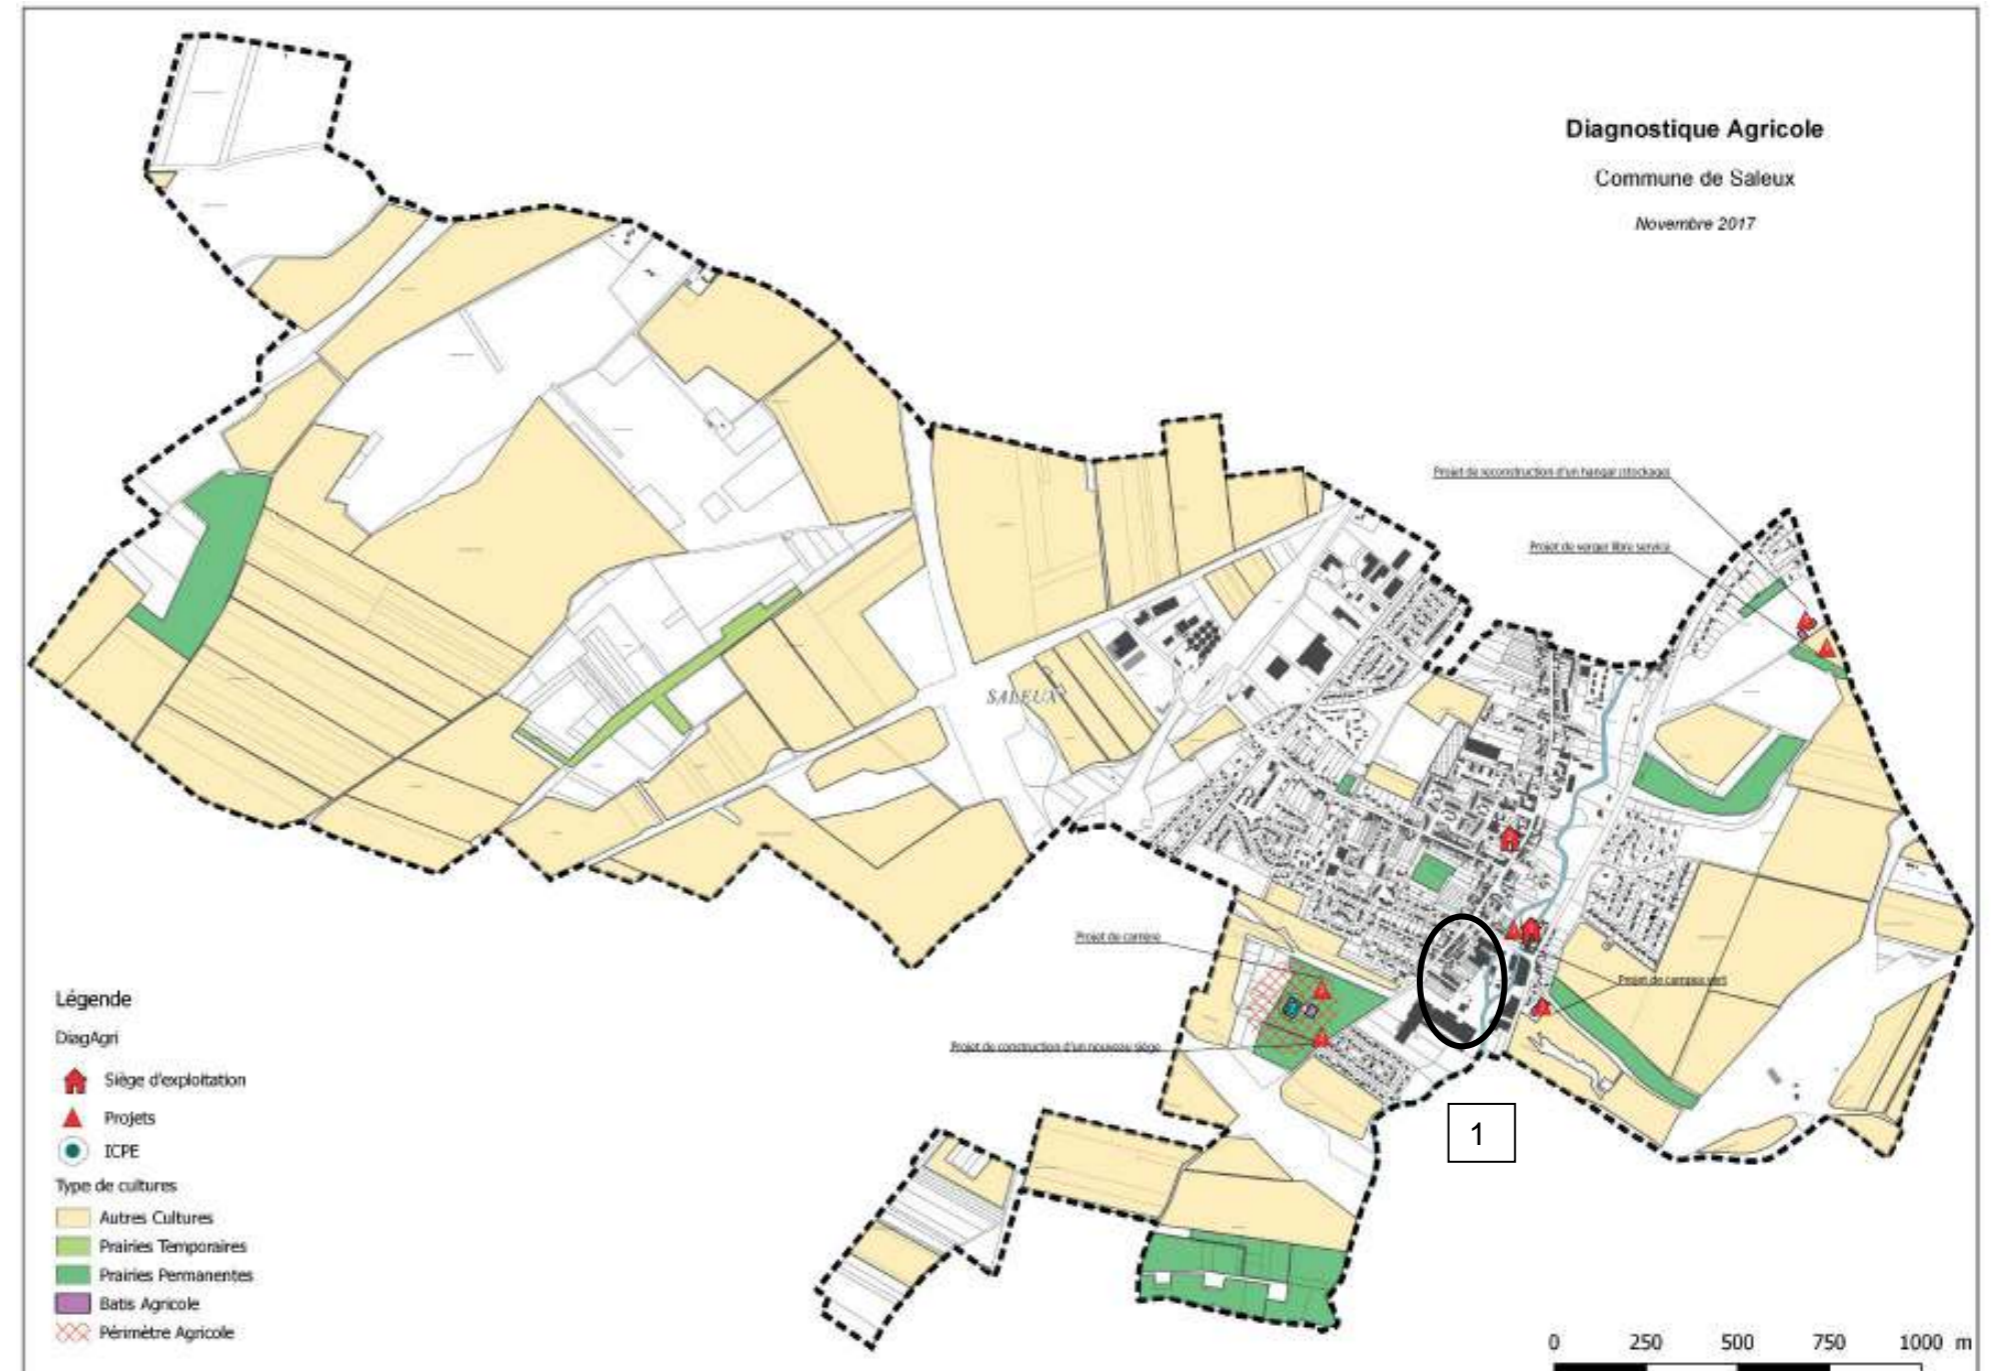 Diagnostique Agricole
Commune de Saleux
Novembre 2017
Projet de reconstruction d'un hangar (stockage)
Projet de verger libre service
SALEUX
Projet de carrière
Projet de campus vert
Projet de construction d'un nouveau siège
1
Légende
DiagAgri
Siège d'exploitation
Projets
ICPE
Type de cultures
Autres Cultures
Prairies Temporaires
Prairies Permanentes
Batis Agricole
Périmètre Agricole
0 250 500 750 1000 m